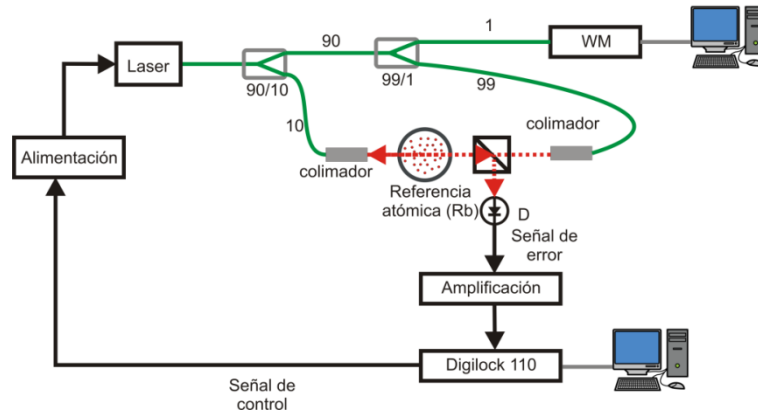 Laser
90
90/10
10
99/1
1
99
WM
colimador
colimador
Alimentación
Referencia
atómica (Rb)
D
Señal de
error
Amplificación
Digilock 110
Señal de
control